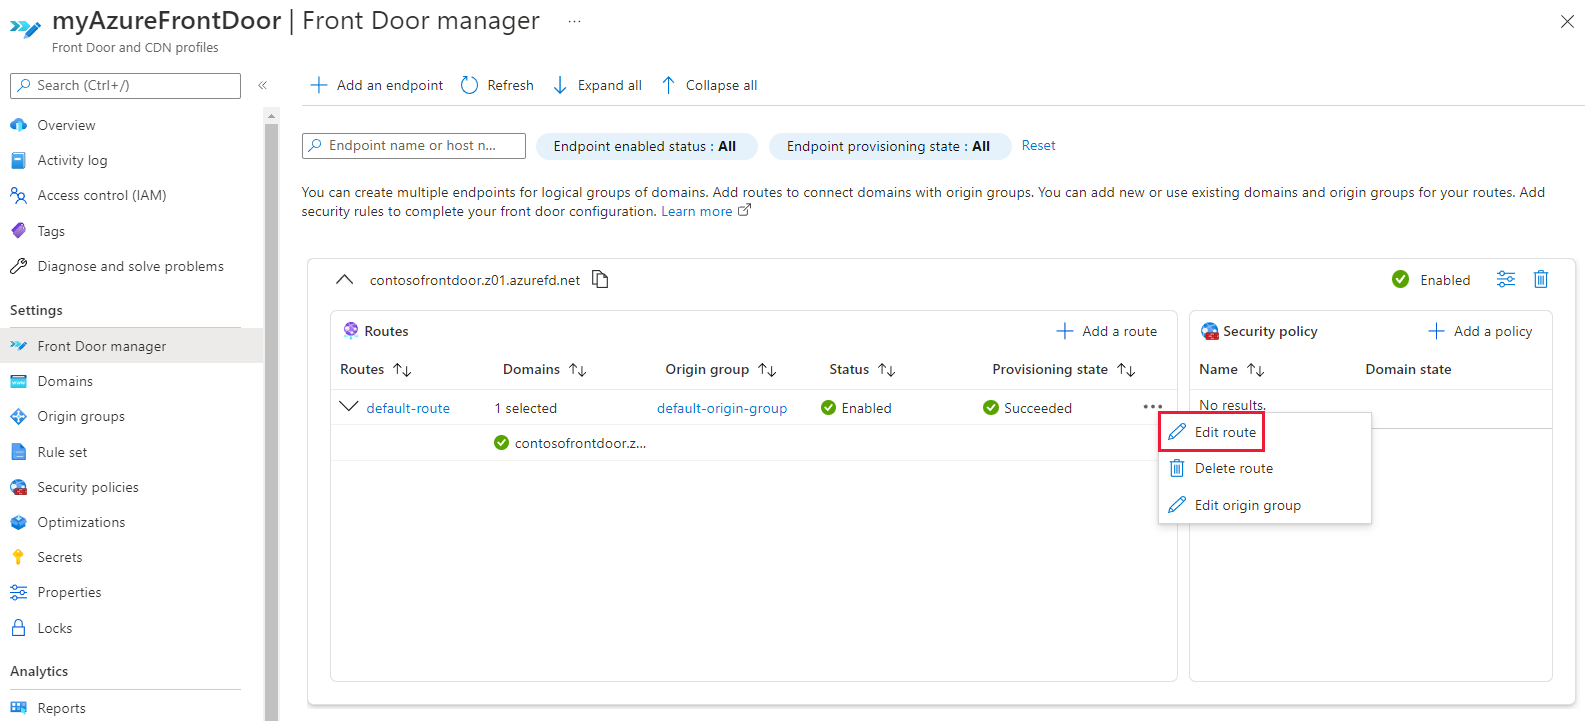 myAzureFrontDoor | Front Door manager ...
Front Door and CDN profiles
Search (Ctrl+/)
«
Add an endpoint
Refresh
Expand all
Collapse all
Overview
Activity log
Access control (IAM)
Tags
Diagnose and solve problems
Settings
Front Door manager
Domains
Origin groups
Rule set
Security policies
Optimizations
Secrets
Properties
Locks
Analytics
Reports
Endpoint name or host n...
Endpoint enabled status : All
Endpoint provisioning state : All
Reset
You can create multiple endpoints for logical groups of domains. Add routes to connect domains with origin groups. You can add new or use existing domains and origin groups for your routes. Add
security rules to complete your front door configuration. Learn more
contosofrontdoor.z01.azurefd.net
Enabled
Routes
Add a route
Routes Domains Origin group Status Provisioning state
default-route 1 selected default-origin-group Enabled Succeeded ...
contosofrontdoor.z...
Security policy
Add a policy
Name Domain state
No results.
Edit route
Delete route
Edit origin group